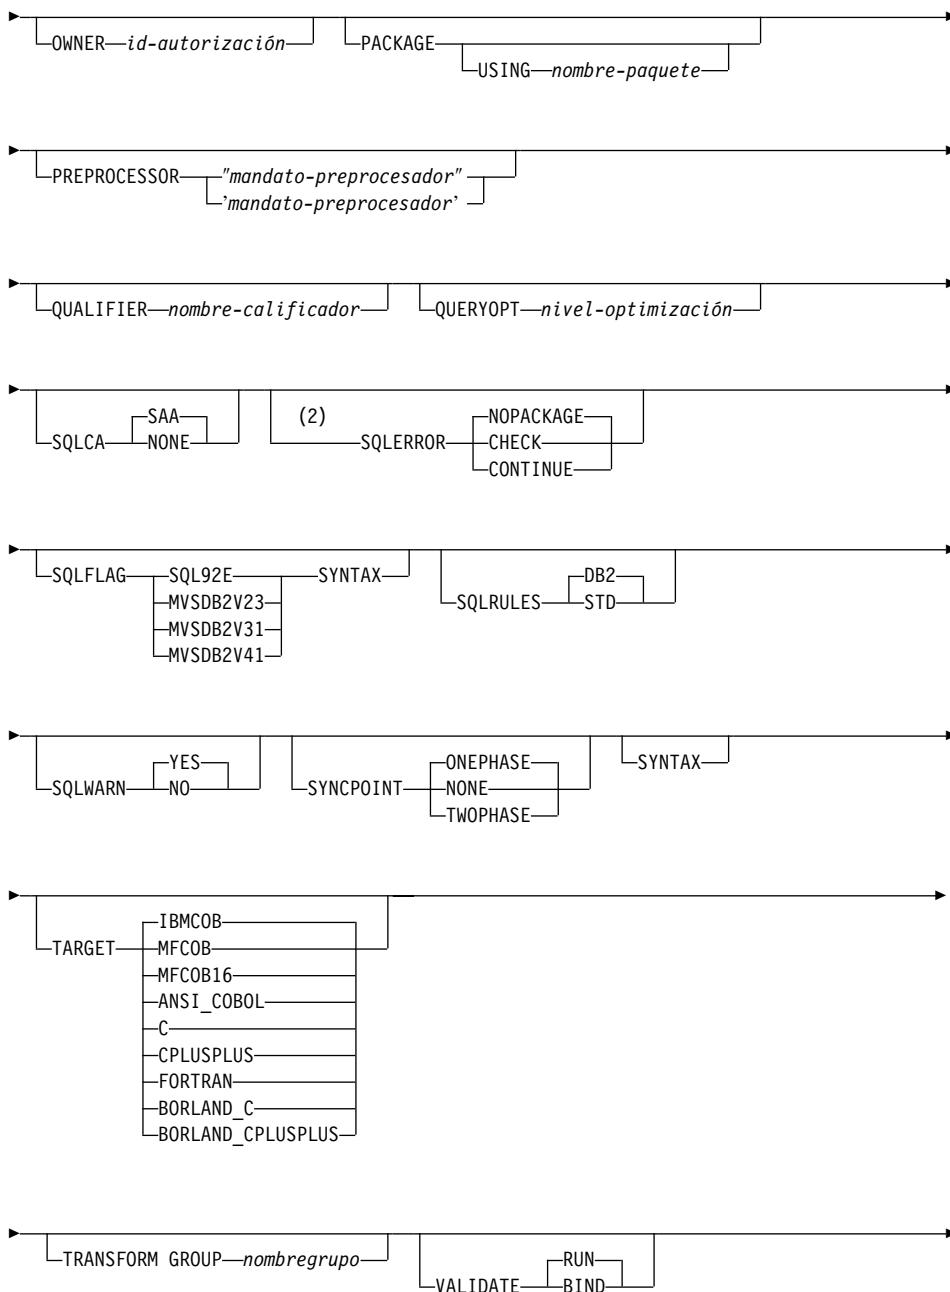 OWNER id-autorización PACKAGE
USING nombre-paquete
PREPROCESSOR "mandato-preprocesador"
'mandato-preprocesador'
QUALIFIER nombre-calificador QUERYOPT nivel-optimización
SAA (2) NOPACKAGE
SQLCA NONE SQLERROR CHECK
CONTINUE
SQLFLAG SQL92E SYNTAX DB2
MVSDB2V23 SQLRULES STD
MVSDB2V31
MVSDB2V41
YES ONEPHASE SYNTAX
SQLWARN NO SYNCPOINT NONE
TWOPHASE
IBMCOB
TARGET MFCOB
MFCOB16
ANSI_COBOL
C
CPLUSPLUS
FORTRAN
BORLAND_C
BORLAND_CPLUSPLUS
TRANSFORM GROUP nombregrupo RUN
VALIDATE BIND